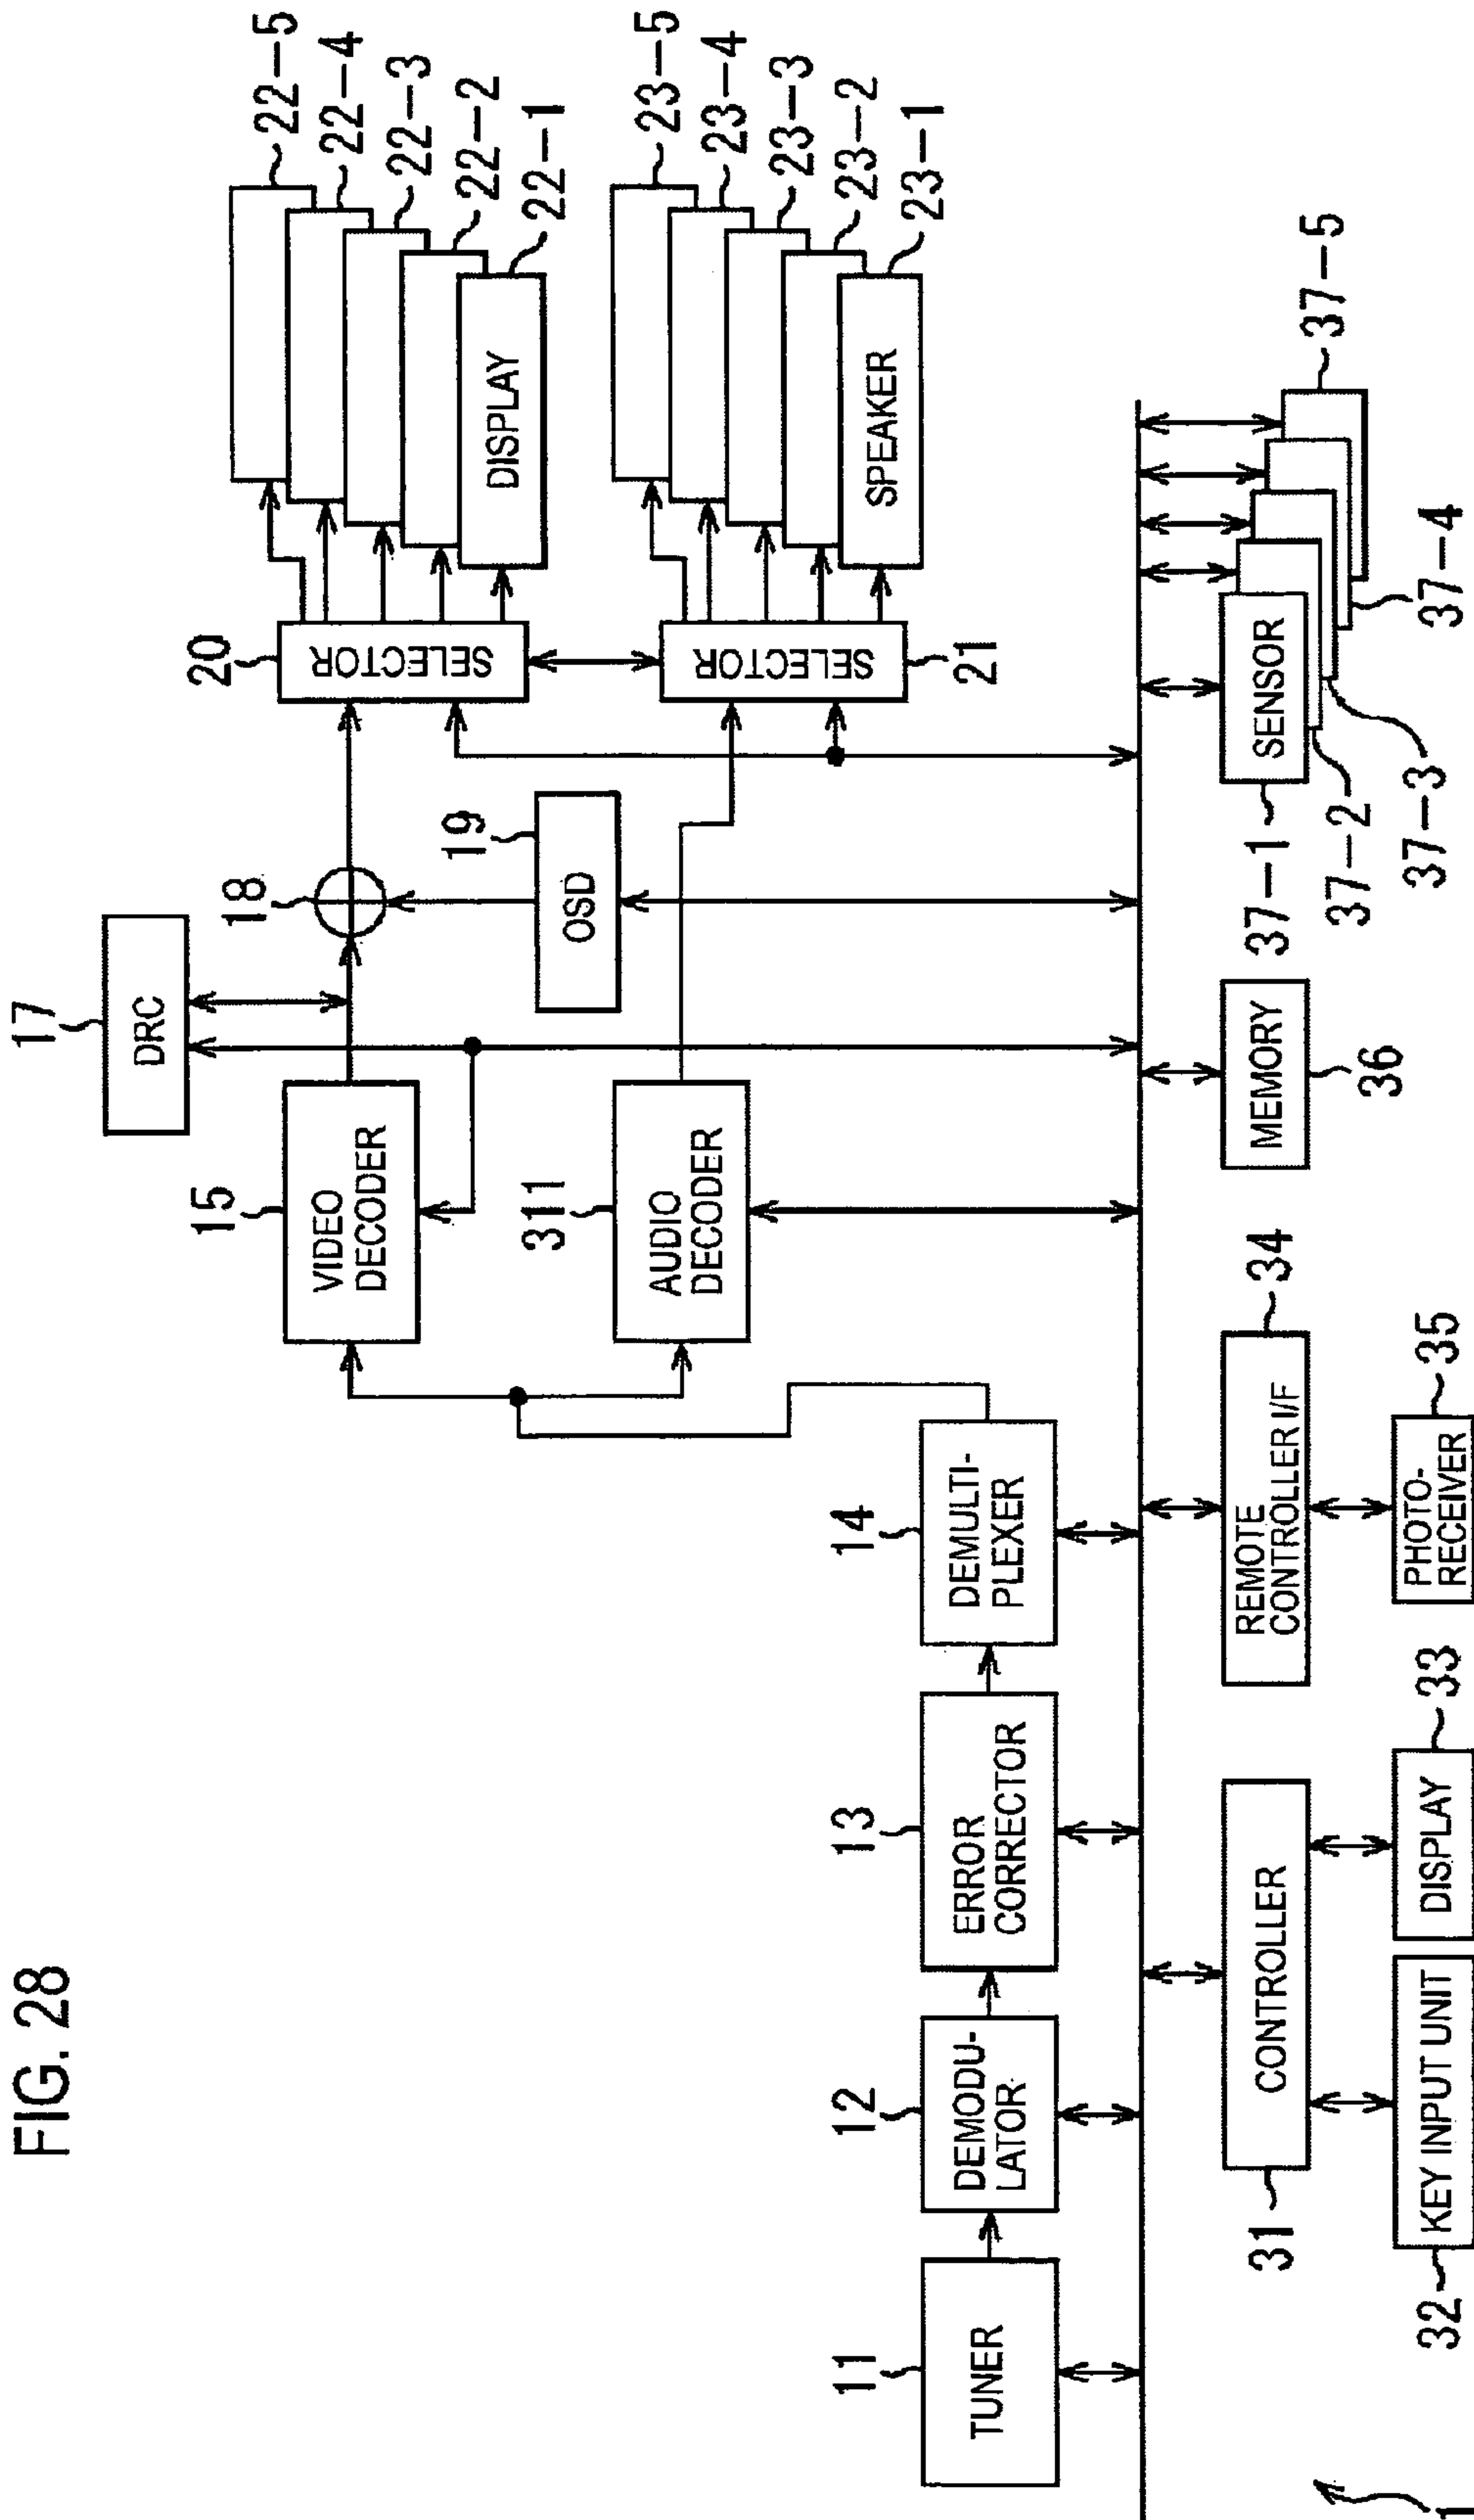 FIG. 28
17
DRC
18
19
OSD
20
SELECTOR
21
SELECTOR
22-5
22-4
22-3
22-2
22-1
DISPLAY
23-5
23-4
23-3
23-2
23-1
SPEAKER
15
VIDEO
DECODER
311
AUDIO
DECODER
11
TUNER
12
DEMODU-
LATOR
13
ERROR
CORRECTOR
14
DEMULTI-
PLEXER
31
CONTROLLER
32
KEY INPUT UNIT
33
DISPLAY
34
REMOTE
CONTROLLER I/F
35
PHOTO-
RECEIVER
36
MEMORY
37-1
SENSOR
37-2
37-3
37-4
37-5
1